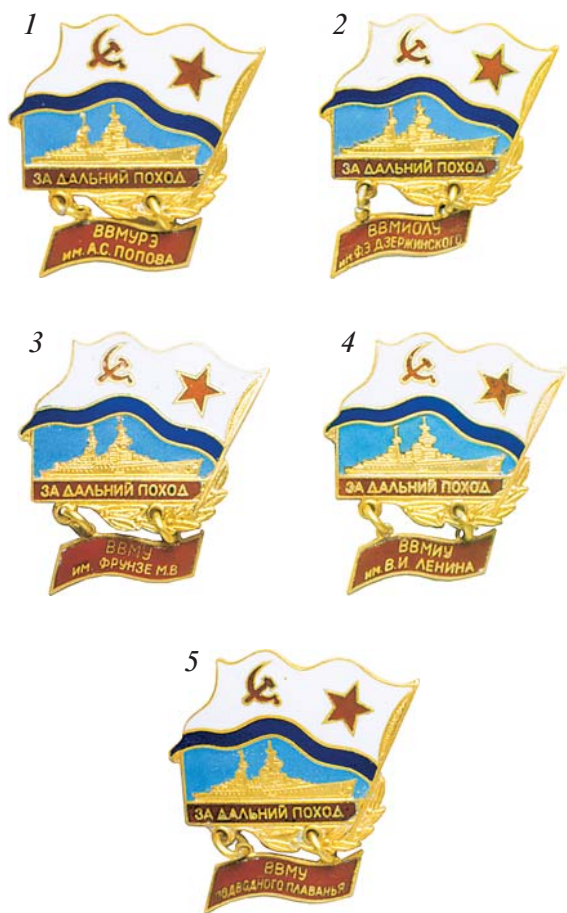 1
ЗА ДАЛЬНИЙ ПОХОД
ВВМУРЭ
им. А.С. ПОПОВА
2
ЗА ДАЛЬНИЙ ПОХОД
ВВМИОЛУ
им. Ф.Э. ДЗЕРЖИНСКОГО
3
ЗА ДАЛЬНИЙ ПОХОД
ВВМУ
им. ФРУНЗЕ М.В
4
ЗА ДАЛЬНИЙ ПОХОД
ВВМИУ
им. В.И. ЛЕНИНА
5
ЗА ДАЛЬНИЙ ПОХОД
ВВМУ
ПОДВОДНОГО ПЛАВАНЬЯ